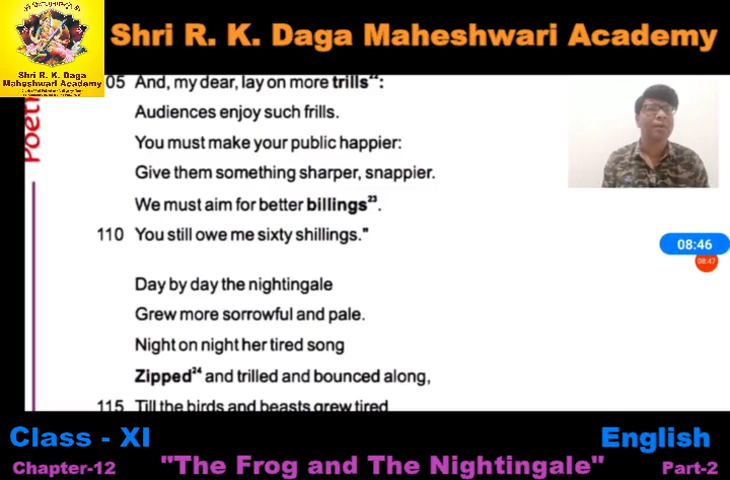 Shri R. K. Daga Maheshwari Academy
Shri R. K. Daga
Maheshwari Academy
Poeti
05 And, my dear, lay on more trills²²:
Audiences enjoy such frills.
You must make your public happier:
Give them something sharper, snappier.
We must aim for better billings²³.
110 You still owe me sixty shillings."
08:46
08:47
Day by day the nightingale
Grew more sorrowful and pale.
Night on night her tired song
Zipped²⁴ and trilled and bounced along,
115 Till the birds and beasts grew tired
Class - XI
English
Chapter-12
"The Frog and The Nightingale"
Part-2